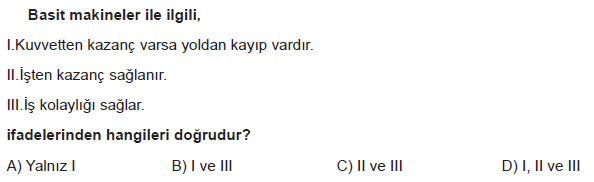 Basit makineler ile ilgili,
I.Kuvvetten kazanç varsa yoldan kayıp vardır.
II.İşten kazanç sağlanır.
III.İş kolaylığı sağlar.
ifadelerinden hangileri doğrudur?
A) Yalnız I B) I ve III C) II ve III D) I, II ve III